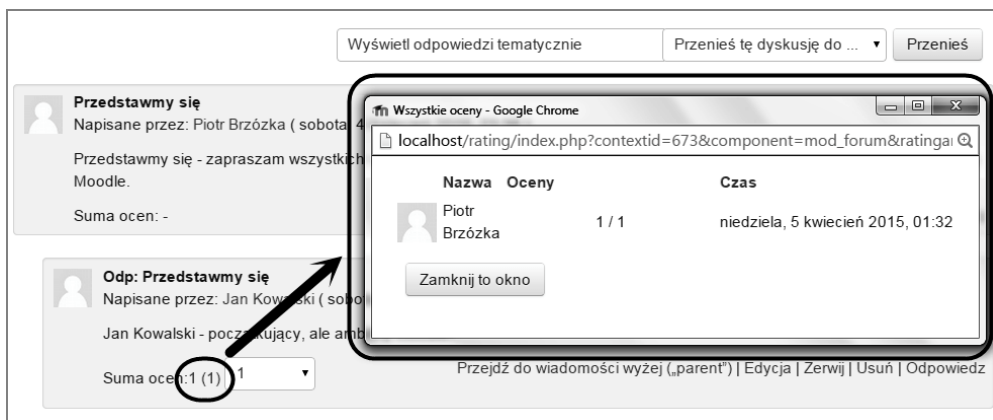 Wyświetl odpowiedzi tematycznie
Przenieś tę dyskusję do ...
Przenieś
Przedstawmy się
Napisane przez: Piotr Brzózka ( sobota, 4
Przedstawmy się - zapraszam wszystkich
Moodle.
Suma ocen: -
Wszystkie oceny - Google Chrome
localhost/rating/index.php?contextid=673&component=mod_forum&ratingar
Nazwa Oceny Czas
Piotr
Brzózka
1 / 1
niedziela, 5 kwiecień 2015, 01:32
Zamknij to okno
Odp: Przedstawmy się
Napisane przez: Jan Kowalski ( sobo
Jan Kowalski - początkujący, ale amb
Suma ocen:1 (1) 1
Przejdź do wiadomości wyżej („parent”) | Edycja | Zerwij | Usuń | Odpowiedz